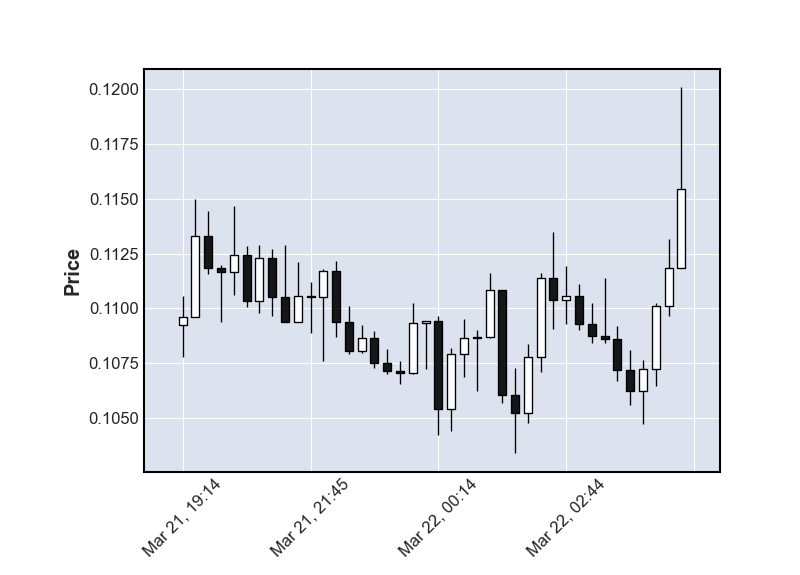 0.1200
0.1175
0.1150
0.1125
0.1100
0.1075
0.1050
Price
Mar 21, 19:14
Mar 21, 21:45
Mar 22, 00:14
Mar 22, 02:44